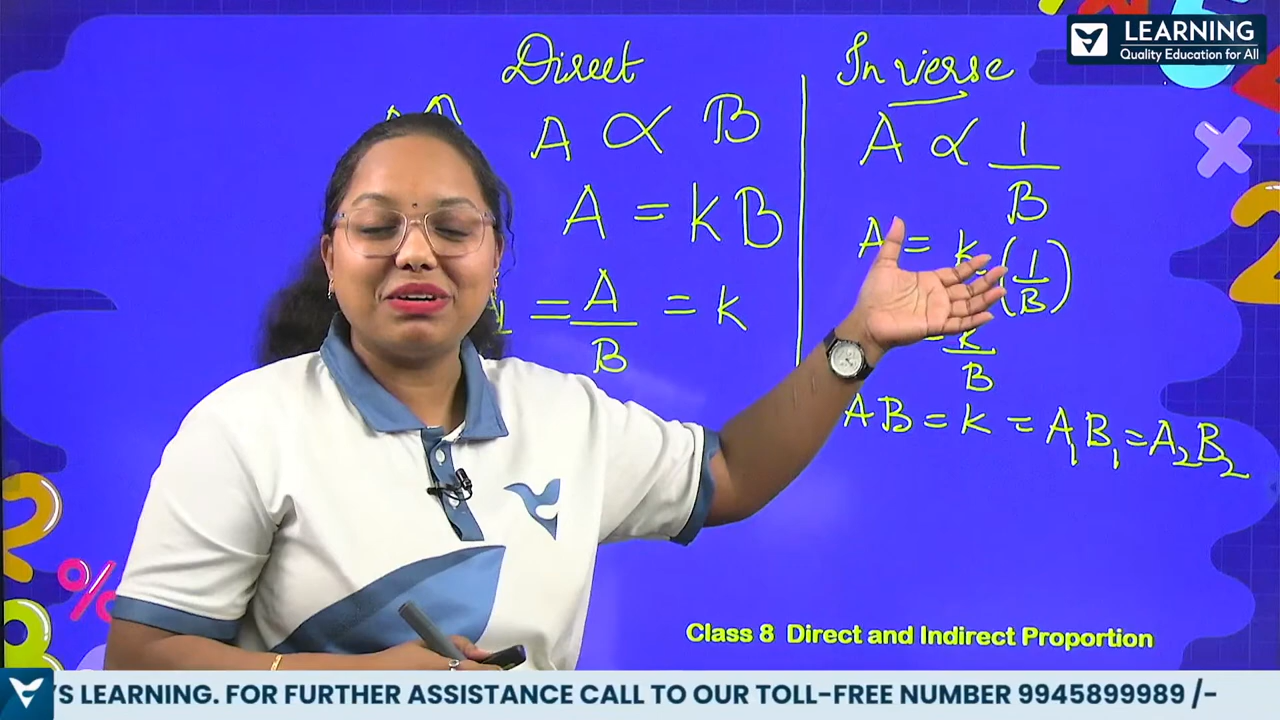 LEARNING
Quality Education for All
Direct
A ∝ B
A = kB
= A/B = k
Inverse
A ∝ 1/B
A = k (1/B)
k/B
AB = k = A₁B₁ = A₂B₂
Class 8 Direct and Indirect Proportion
'S LEARNING. FOR FURTHER ASSISTANCE CALL TO OUR TOLL-FREE NUMBER 9945899989 /-